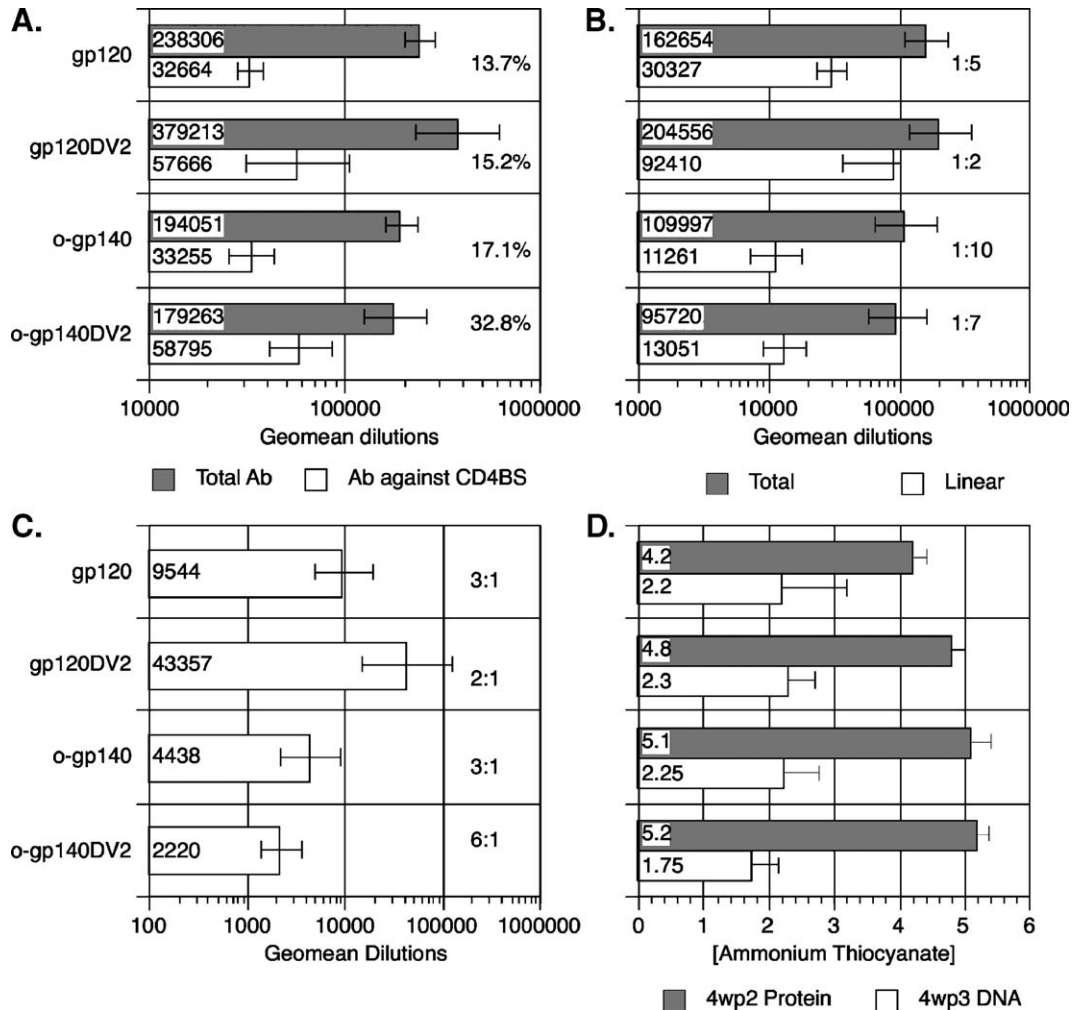 A.
gp120
238306
32664
13.7%
gp120DV2
379213
57666
15.2%
o-gp140
194051
33255
17.1%
o-gp140DV2
179263
58795
32.8%
10000 100000 1000000
Geomean dilutions
Total Ab Ab against CD4BS
B.
162654
30327
1:5
204556
92410
1:2
109997
11261
1:10
95720
13051
1:7
1000 10000 100000 1000000
Geomean dilutions
Total Linear
C.
gp120
9544
3:1
gp120DV2
43357
2:1
o-gp140
4438
3:1
o-gp140DV2
2220
6:1
100 1000 10000 100000 1000000
Geomean Dilutions
D.
4.2
2.2
4.8
2.3
5.1
2.25
5.2
1.75
0 1 2 3 4 5 6
[Ammonium Thiocyanate]
4wp2 Protein 4wp3 DNA